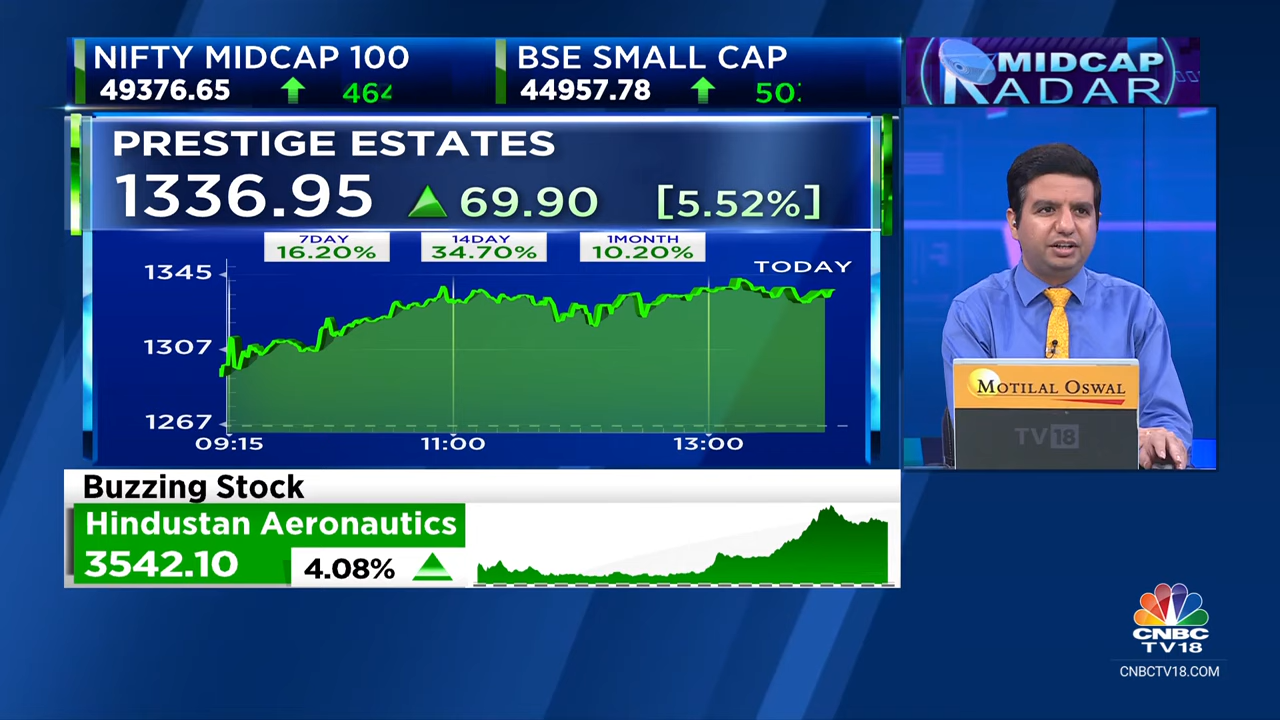 NIFTY MIDCAP 100
49376.65 464
BSE SMALL CAP
44957.78
MIDCAP
RADAR
PRESTIGE ESTATES
1336.95 69.90 [5.52%]
7DAY
16.20%
14DAY
34.70%
1MONTH
10.20%
TODAY
1345
1307
1267
09:15 11:00 13:00
MOTILAL OSWAL
TV18
Buzzing Stock
Hindustan Aeronautics
3542.10 4.08%
CNBC
TV18
CNBCTV18.COM